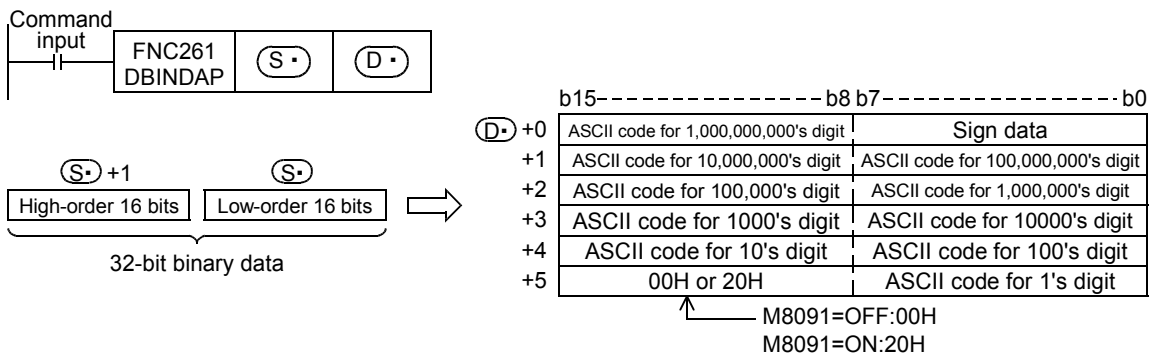 Command
input
FNC261
DBINDAP
S·
D·
b15 b8 b7 b0
D· +0 ASCII code for 1,000,000,000's digit Sign data
+1 ASCII code for 10,000,000's digit ASCII code for 100,000,000's digit
+2 ASCII code for 100,000's digit ASCII code for 1,000,000's digit
+3 ASCII code for 1000's digit ASCII code for 10000's digit
+4 ASCII code for 10's digit ASCII code for 100's digit
+5 00H or 20H ASCII code for 1's digit
S· +1 S·
High-order 16 bits Low-order 16 bits
32-bit binary data
M8091=OFF:00H
M8091=ON:20H